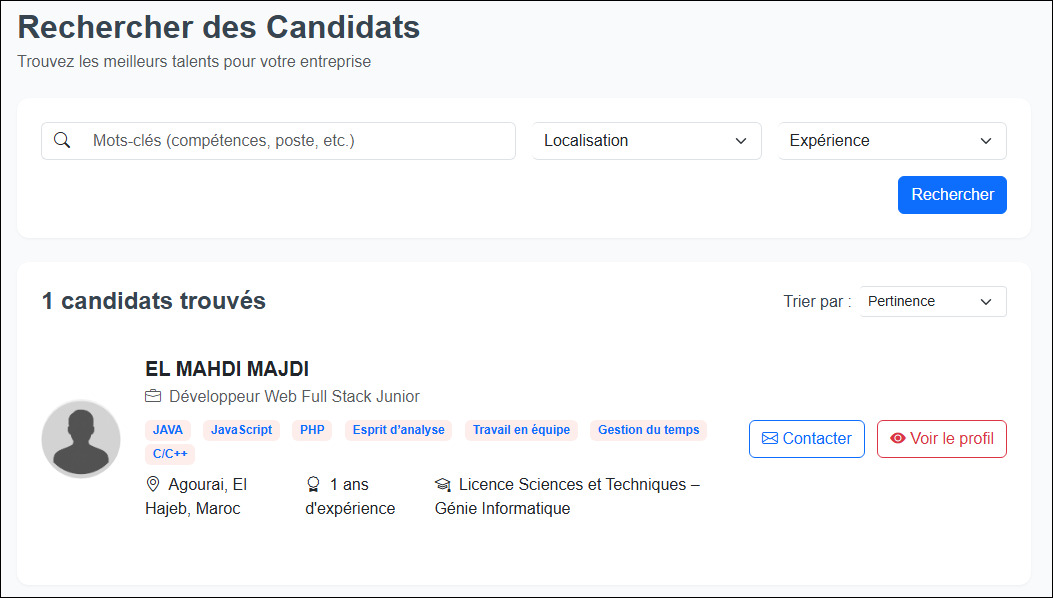 Rechercher des Candidats
Trouvez les meilleurs talents pour votre entreprise
Mots-clés (compétences, poste, etc.)
Localisation
Expérience
Rechercher
1 candidats trouvés
Trier par :
Pertinence
EL MAHDI MAJDI
Développeur Web Full Stack Junior
JAVA JavaScript PHP Esprit d'analyse Travail en équipe Gestion du temps
C/C++
Contacter
Voir le profil
Agourai, El
Hajeb, Maroc
1 ans
d'expérience
Licence Sciences et Techniques –
Génie Informatique